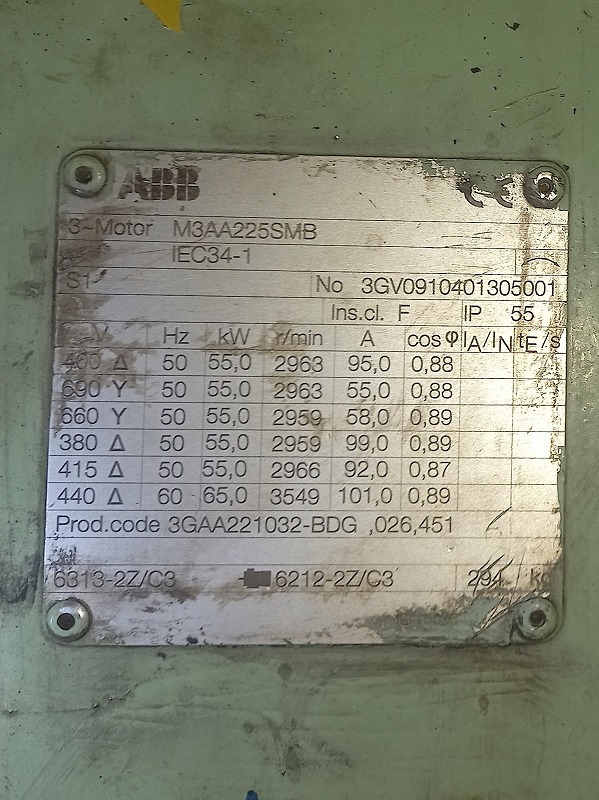 ABB CE
3~Motor M3AA225SMB
IEC34-1
S1 No 3GV0910401305001
Ins.cl. F IP 55
V Hz kW r/min A cos φ IA/IN tE/s
400 Δ 50 55,0 2963 95,0 0,88
690 Y 50 55,0 2963 55,0 0,88
660 Y 50 55,0 2959 58,0 0,89
380 Δ 50 55,0 2959 99,0 0,89
415 Δ 50 55,0 2966 92,0 0,87
440 Δ 60 65,0 3549 101,0 0,89
Prod.code 3GAA221032-BDG ,026,451
6313-2Z/C3 6212-2Z/C3 294 kg